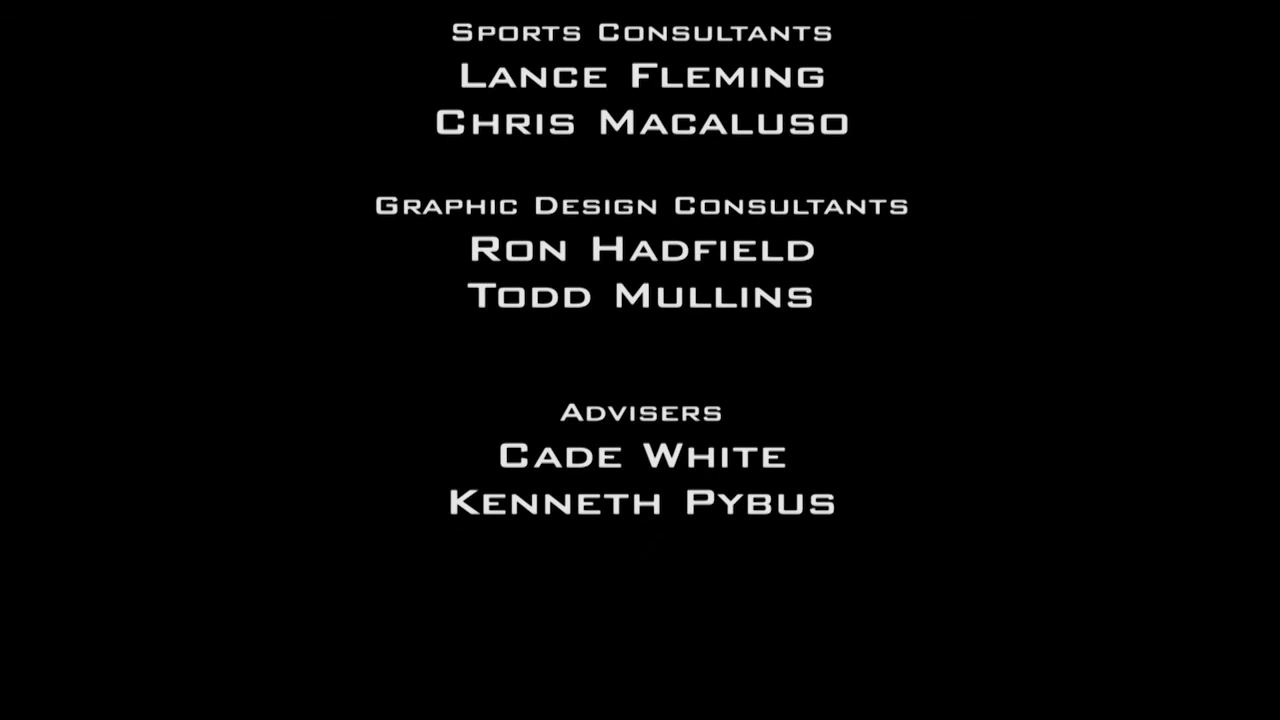 Sports Consultants
Lance Fleming
Chris Macaluso
Graphic Design Consultants
Ron Hadfield
Todd Mullins
Advisers
Cade White
Kenneth Pybus